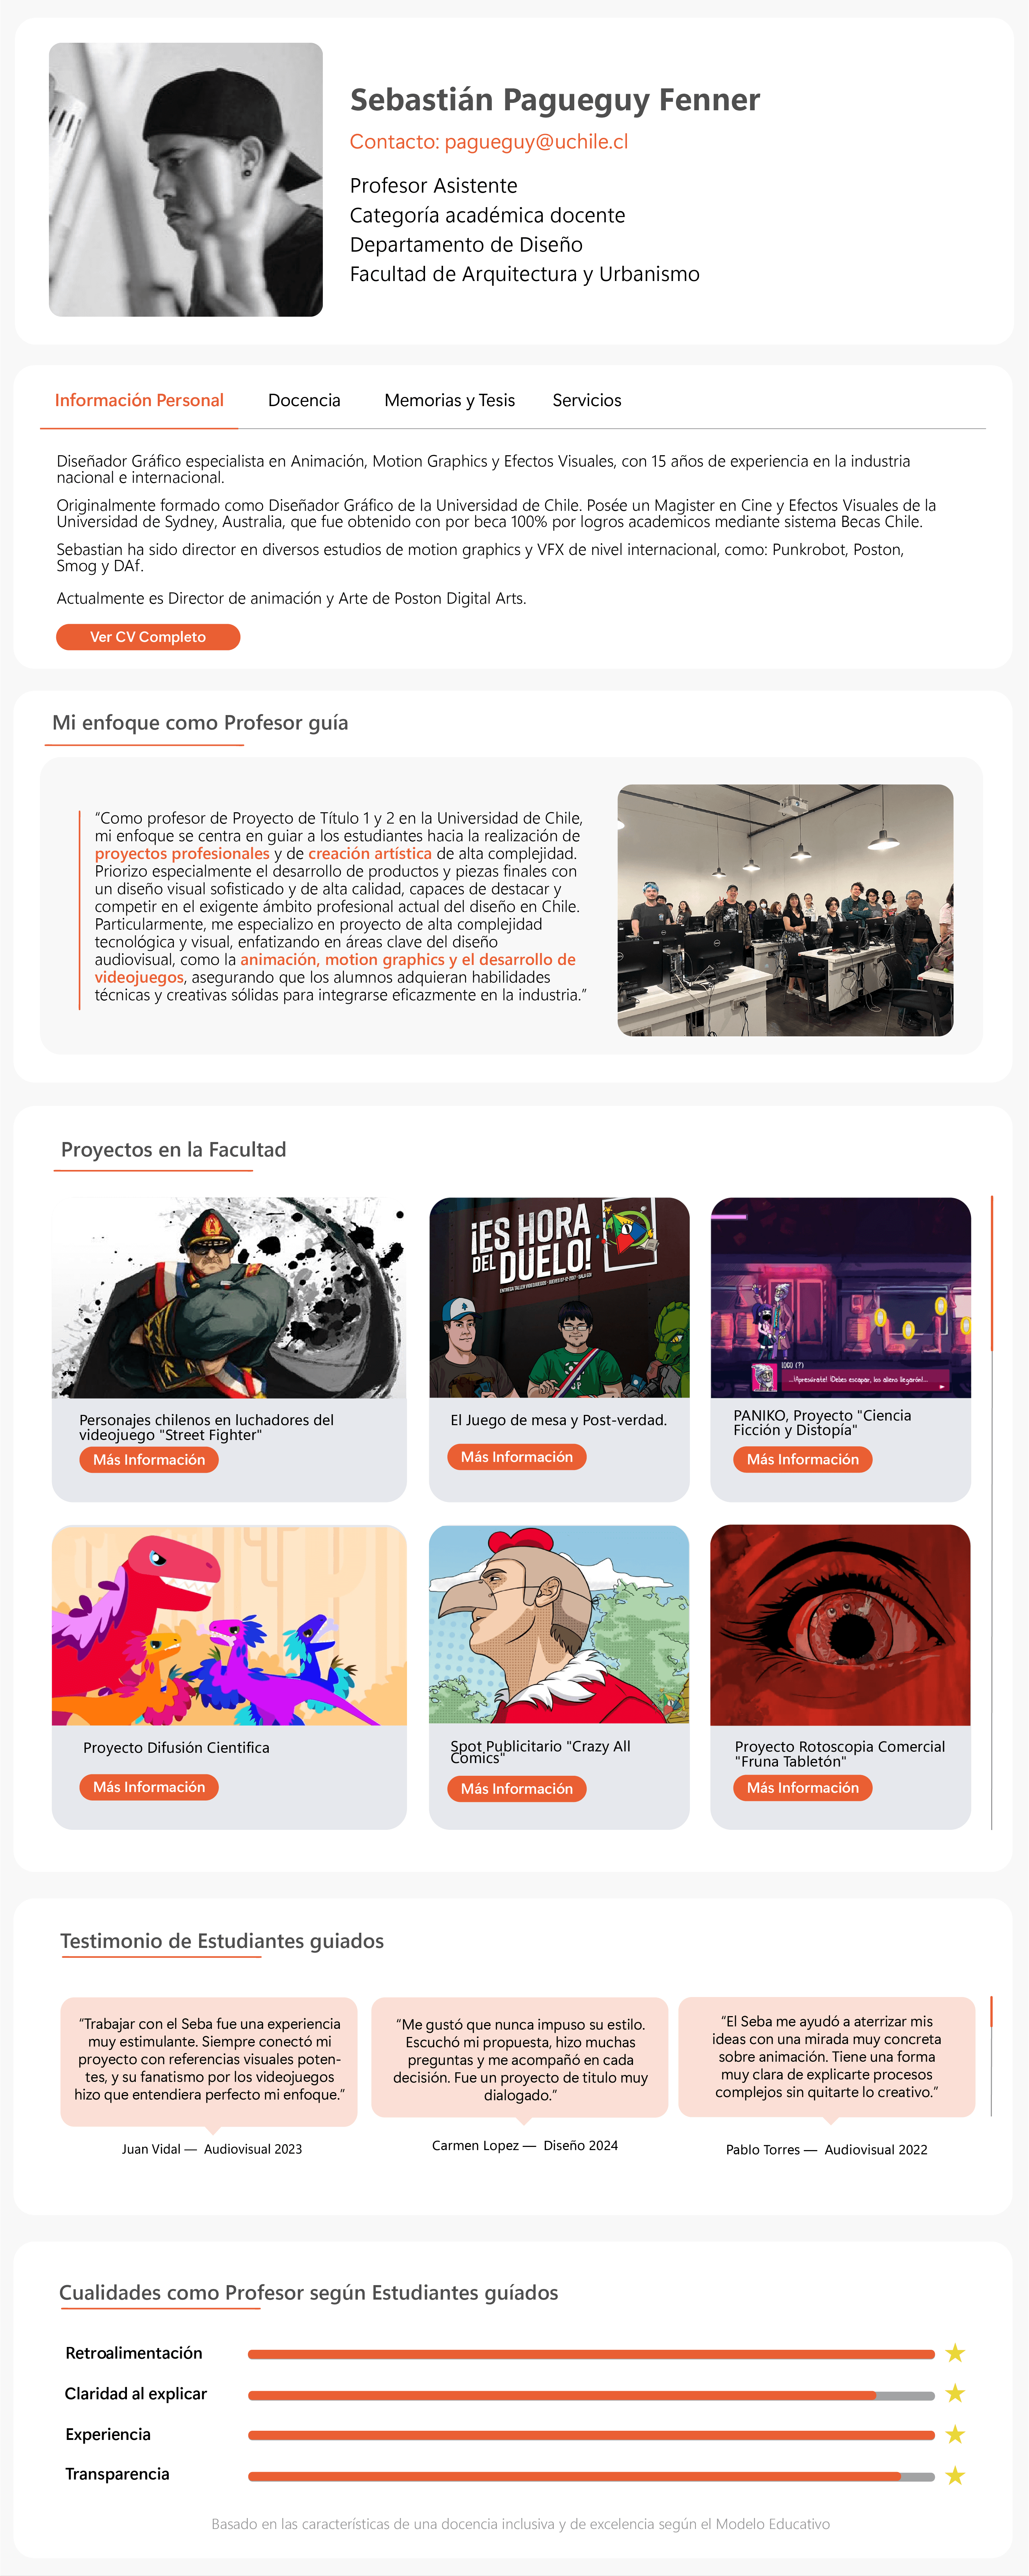 Sebastián Pagueguy Fenner
Contacto: pagueguy@uchile.cl
Profesor Asistente
Categoría académica docente
Departamento de Diseño
Facultad de Arquitectura y Urbanismo
Información Personal
Docencia
Memorias y Tesis
Servicios
Diseñador Gráfico especialista en Animación, Motion Graphics y Efectos Visuales, con 15 años de experiencia en la industria
nacional e internacional.
Originalmente formado como Diseñador Gráfico de la Universidad de Chile. Posée un Magister en Cine y Efectos Visuales de la
Universidad de Sydney, Australia, que fue obtenido con por beca 100% por logros academicos mediante sistema Becas Chile.
Sebastian ha sido director en diversos estudios de motion graphics y VFX de nivel internacional, como: Punkrobot, Poston,
Smog y DAf.
Actualmente es Director de animación y Arte de Poston Digital Arts.
Ver CV Completo
Mi enfoque como Profesor guía
“Como profesor de Proyecto de Título 1 y 2 en la Universidad de Chile,
mi enfoque se centra en guiar a los estudiantes hacia la realización de
proyectos profesionales y de creación artística de alta complejidad.
Priorizo especialmente el desarrollo de productos y piezas finales con
un diseño visual sofisticado y de alta calidad, capaces de destacar y
competir en el exigente ámbito profesional actual del diseño en Chile.
Particularmente, me especializo en proyecto de alta complejidad
tecnológica y visual, enfatizando en áreas clave del diseño
audiovisual, como la animación, motion graphics y el desarrollo de
videojuegos, asegurando que los alumnos adquieran habilidades
técnicas y creativas sólidas para integrarse eficazmente en la industria.”
Proyectos en la Facultad
¡ES HORA
DEL DUELO!
LOGO (?)
...¡Apresúrate! ¡Debes escapar, los aliens llegarón!...
Personajes chilenos en luchadores del
videojuego "Street Fighter"
Más Información
El Juego de mesa y Post-verdad.
Más Información
PANIKO, Proyecto "Ciencia
Ficción y Distopía"
Más Información
Proyecto Difusión Cientifica
Más Información
Spot Publicitario "Crazy All
Comics"
Más Información
Proyecto Rotoscopia Comercial
"Fruna Tabletón"
Más Información
Testimonio de Estudiantes guiados
“Trabajar con el Seba fue una experiencia
muy estimulante. Siempre conectó mi
proyecto con referencias visuales poten-
tes, y su fanatismo por los videojuegos
hizo que entendiera perfecto mi enfoque.”
Juan Vidal — Audiovisual 2023
“Me gustó que nunca impuso su estilo.
Escuchó mi propuesta, hizo muchas
preguntas y me acompañó en cada
decisión. Fue un proyecto de titulo muy
dialogado.”
Carmen Lopez — Diseño 2024
“El Seba me ayudó a aterrizar mis
ideas con una mirada muy concreta
sobre animación. Tiene una forma
muy clara de explicarte procesos
complejos sin quitarte lo creativo.”
Pablo Torres — Audiovisual 2022
Cualidades como Profesor según Estudiantes guíados
Retroalimentación
Claridad al explicar
Experiencia
Transparencia
Basado en las características de una docencia inclusiva y de excelencia según el Modelo Educativo